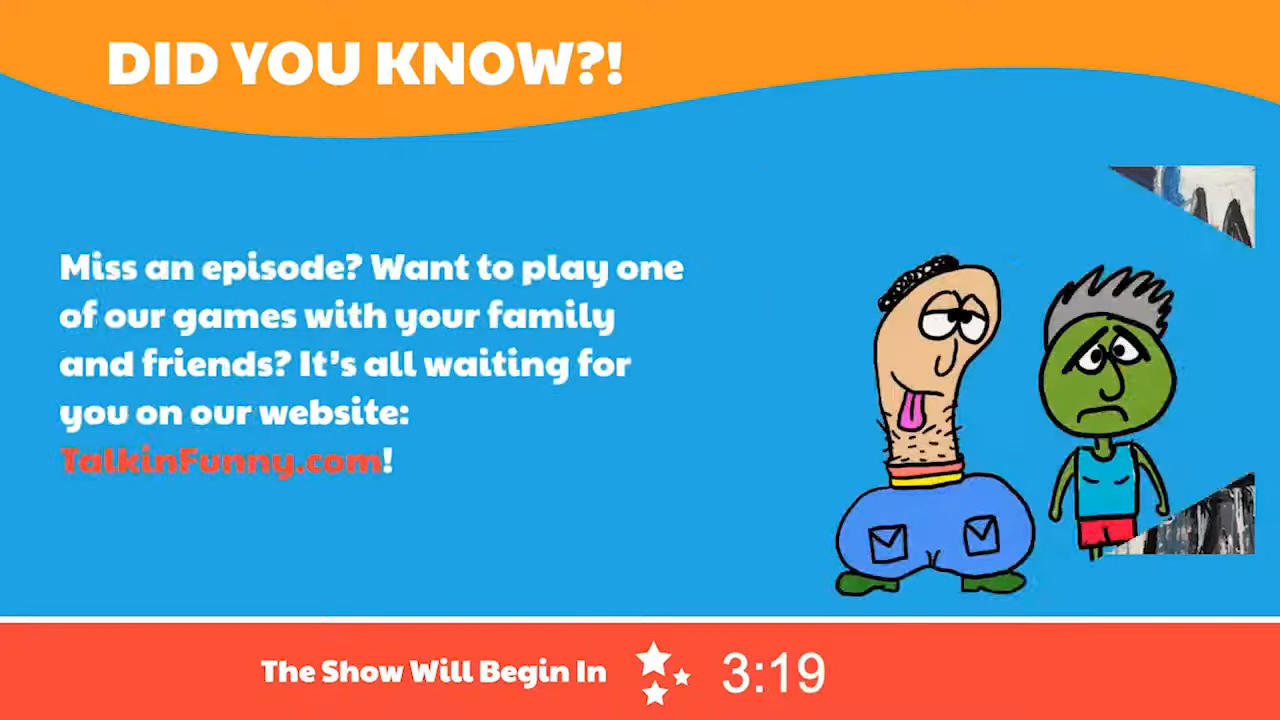 DID YOU KNOW?!
Miss an episode? Want to play one
of our games with your family
and friends? It's all waiting for
you on our website:
TalkinFunny.com!
The Show Will Begin In 3:19